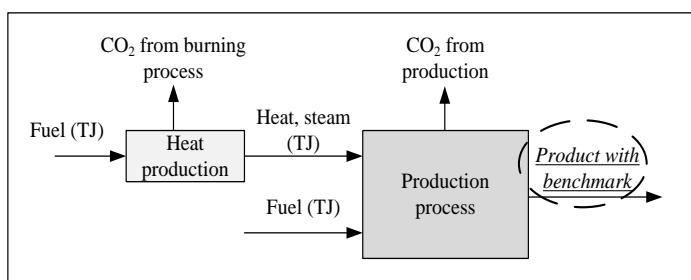 CO₂ from burning
process
CO₂ from
production
Fuel (TJ)
Heat
production
Heat, steam
(TJ)
Fuel (TJ)
Production
process
Product with
benchmark